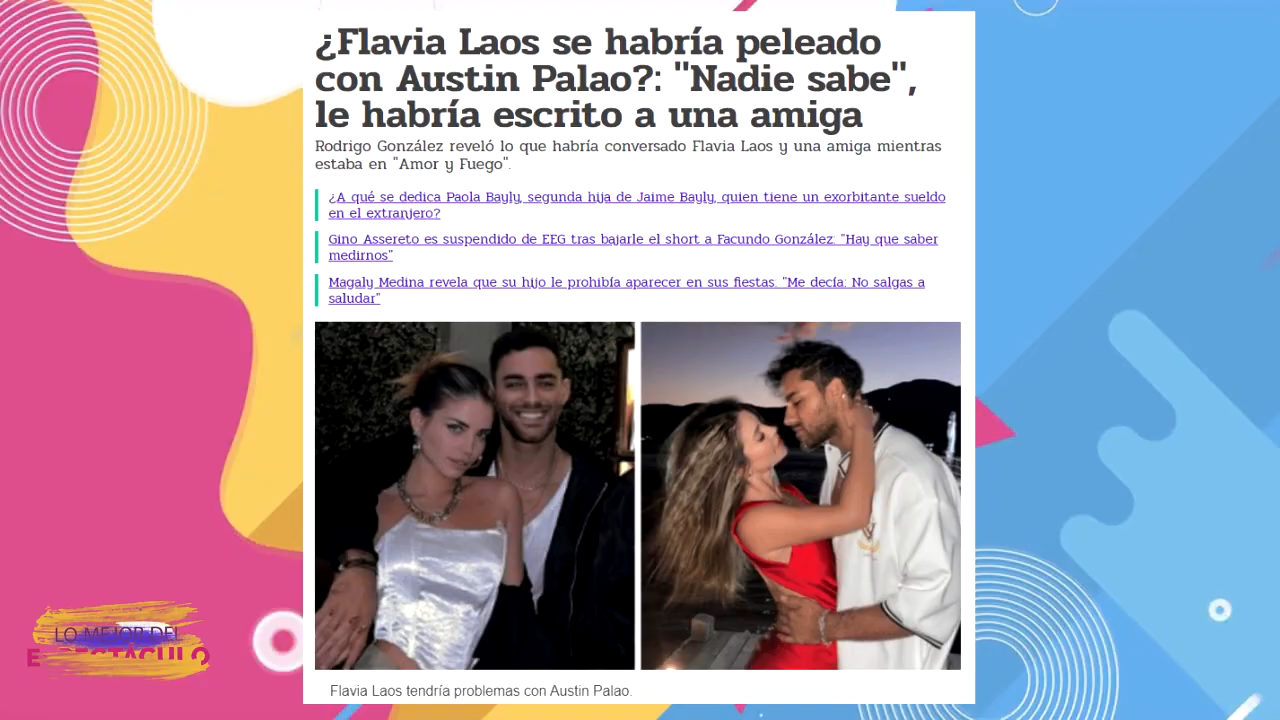 ¿Flavia Laos se habría peleado
con Austin Palao?: "Nadie sabe",
le habría escrito a una amiga
Rodrigo González reveló lo que habría conversado Flavia Laos y una amiga mientras
estaba en "Amor y Fuego".
¿A qué se dedica Paola Bayly, segunda hija de Jaime Bayly, quien tiene un exorbitante sueldo
en el extranjero?
Gino Assereto es suspendido de EEG tras bajarle el short a Facundo González: "Hay que saber
medirnos"
Magaly Medina revela que su hijo le prohibía aparecer en sus fiestas: "Me decía: No salgas a
saludar"
Flavia Laos tendría problemas con Austin Palao.
LO MEJOR DEL